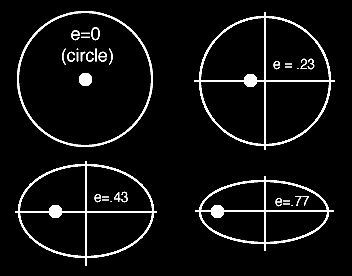 e=0
(circle)
e = .23
e=.43
e=.77